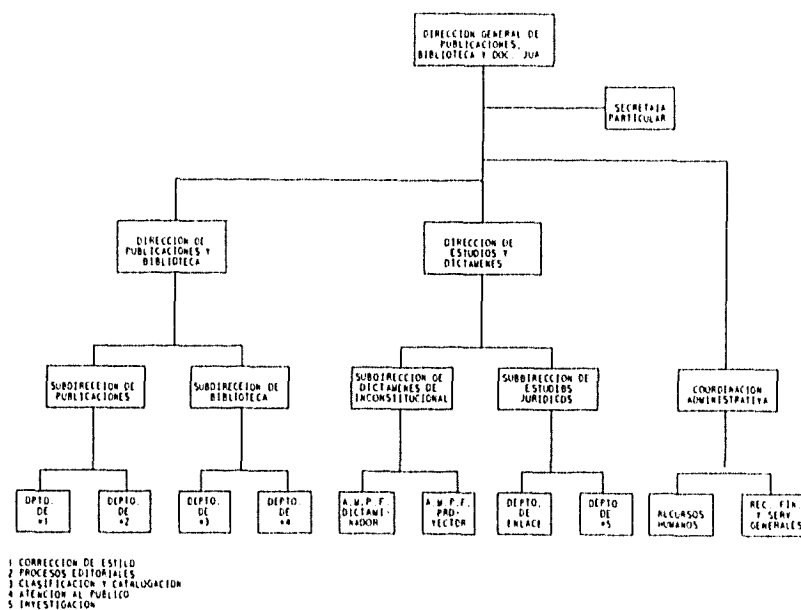 DIRECCION GENERAL DE
PUBLICACIONES,
BIBLIOTECA Y DOC. JUA
SECRETAIA
PARTICULAR
DIRECCION DE
PUBLICACIONES Y
BIBLIOTECA
DIRECCION DE
ESTUDIOS Y
DICTAMENES
SUBDIRECCION DE
PUBLICACIONES
SUBDIRECCION DE
BIBLIOTECA
SUBDIRECCION DE
DICTAMENES DE
INCONSTITUCIONAL
SUBDIRECCION DE
ESTUDIOS
JURIDICOS
COORDINACION
ADMINISTRATIVA
DPTO.
DE
*1
DEPTO.
DE
*2
DEPTO.
DE
*3
DEPTO.
DE
*4
A.M.P.F.
DICTAMI-
NADOR
A.M.P.F.
PRO-
YECTOR
DEPTO.
DE
ENLACE
DEPTO
DE
*5
RECURSOS
HUMANOS
REC. FIN.
Y SERV
GENERALES
1 CORRECCION DE ESTILO
2 PROCESOS EDITORIALES
3 CLASIFICACION Y CATALOGACION
4 ATENCION AL PUBLICO
5 INVESTIGACION